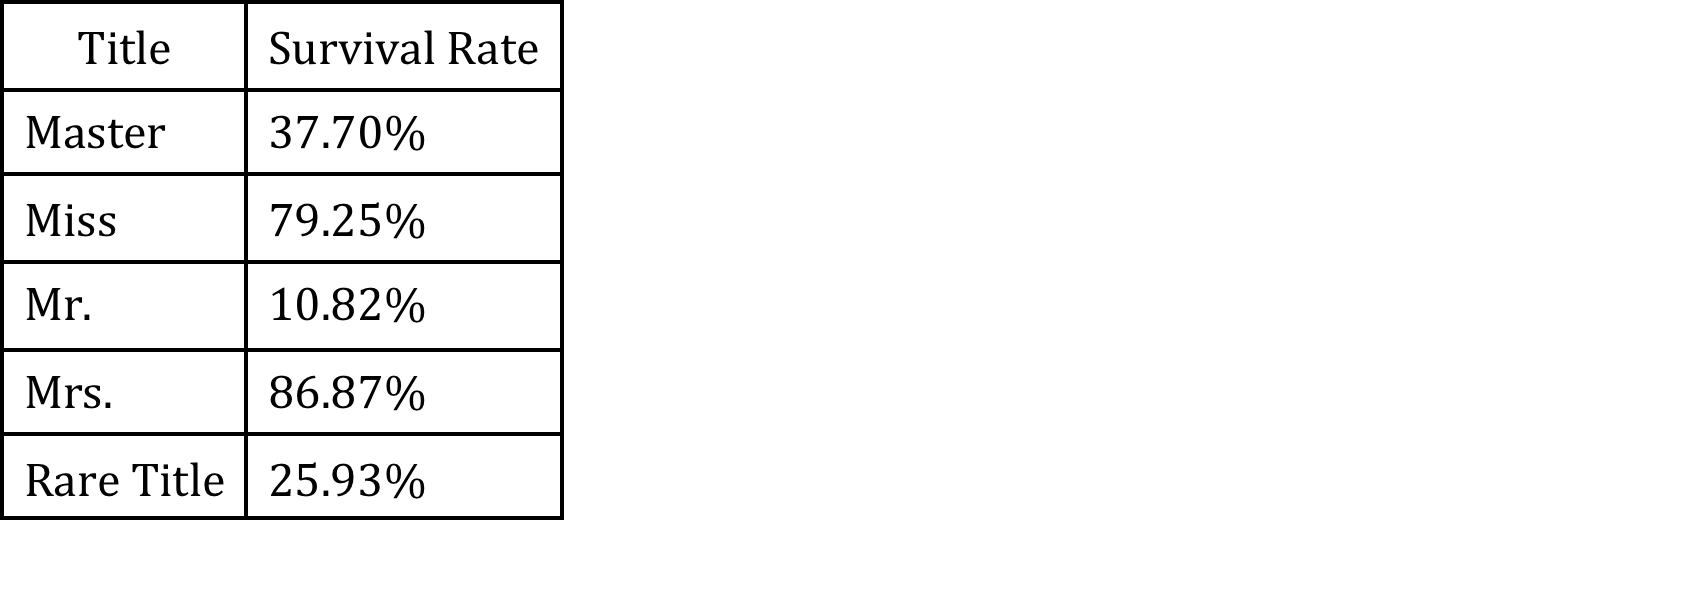 Title Survival Rate
Master 37.70%
Miss 79.25%
Mr. 10.82%
Mrs. 86.87%
Rare Title 25.93%